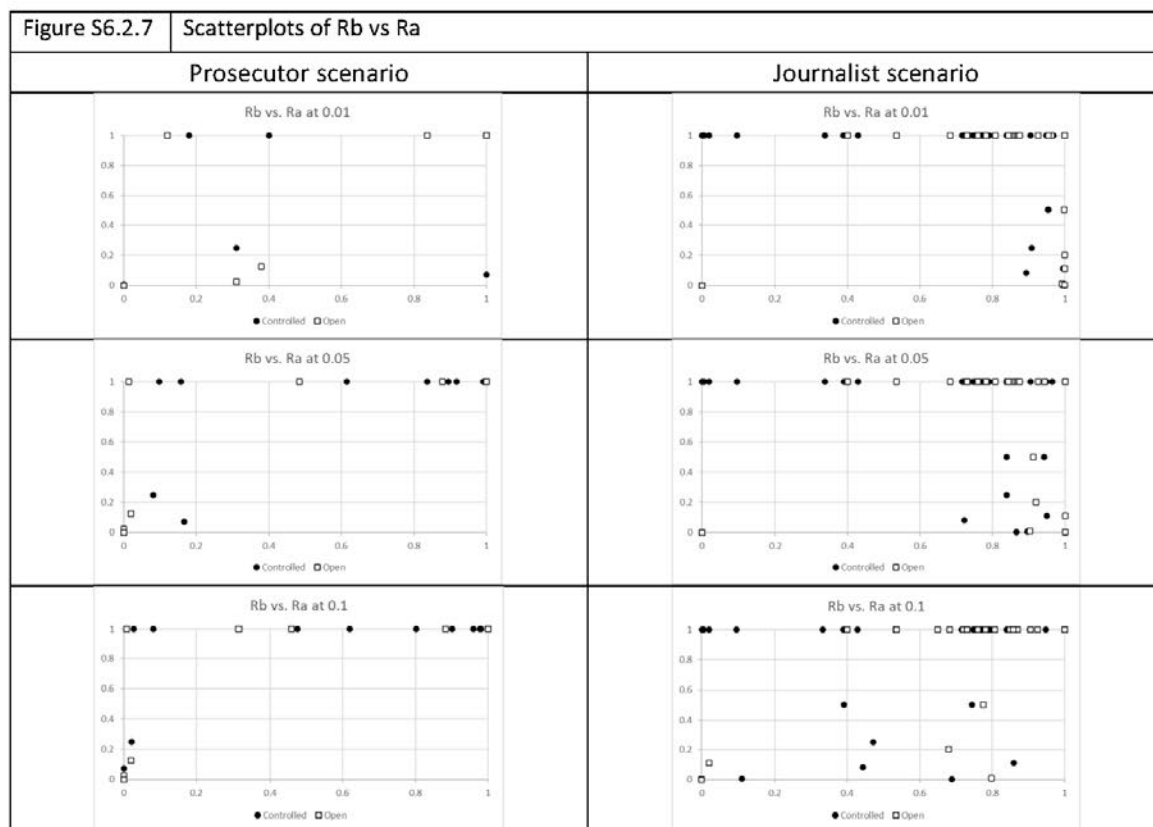 Figure S6.2.7 Scatterplots of Rb vs Ra
Prosecutor scenario Journalist scenario
Rb vs. Ra at 0.01
1
0.8
0.6
0.4
0.2
0
0 0.2 0.4 0.6 0.8 1
Controlled Open
Rb vs. Ra at 0.01
1
0.8
0.6
0.4
0.2
0
0 0.2 0.4 0.6 0.8 1
Controlled Open
Rb vs. Ra at 0.05
1
0.8
0.6
0.4
0.2
0
0 0.2 0.4 0.6 0.8 1
Controlled Open
Rb vs. Ra at 0.05
1
0.8
0.6
0.4
0.2
0
0 0.2 0.4 0.6 0.8 1
Controlled Open
Rb vs. Ra at 0.1
1
0.8
0.6
0.4
0.2
0
0 0.2 0.4 0.6 0.8 1
Controlled Open
Rb vs. Ra at 0.1
1
0.8
0.6
0.4
0.2
0
0 0.2 0.4 0.6 0.8 1
Controlled Open